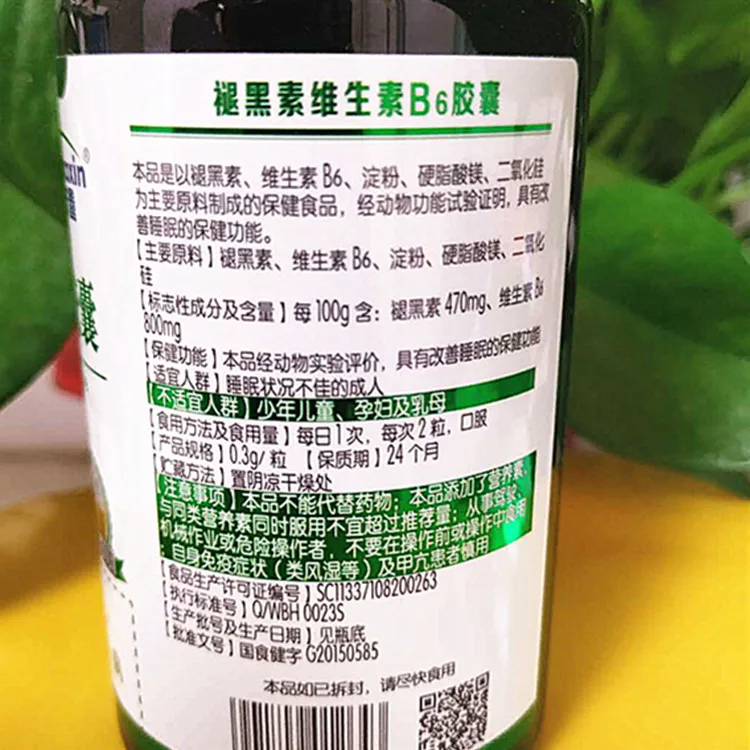 褪黑素维生素B6胶囊
本品是以褪黑素、维生素B6、淀粉、硬脂酸镁、二氧化硅
为主要原料制成的保健食品，经动物功能试验证明，具有改
善睡眠的保健功能。
【主要原料】褪黑素、维生素B6、淀粉、硬脂酸镁、二氧化
硅
【标志性成分及含量】每100g含：褪黑素 470mg、维生素 B6
800mg
【保健功能】本品经动物实验评价，具有改善睡眠的保健功能
【适宜人群】睡眠状况不佳的成人
【不适宜人群】少年儿童、孕妇及乳母
【食用方法及食用量】每日1次，每次2粒，口服
【产品规格】0.3g/粒 【保质期】24个月
【贮藏方法】置阴凉干燥处
【注意事项】本品不能代替药物；本品添加了营养素，
与同类营养素同时服用不宜超过推荐量；从事驾驶、
机械作业或危险操作者，不要在操作前或操作中食用
；自身免疫症状（类风湿等）及甲亢患者慎用
【食品生产许可证编号】SC11337108200263
【执行标准号】Q/WBH 0023S
【生产批号及生产日期】见瓶底
【批准文号】国食健字G20150585
本品如已拆封，请尽快食用
xin®
囊